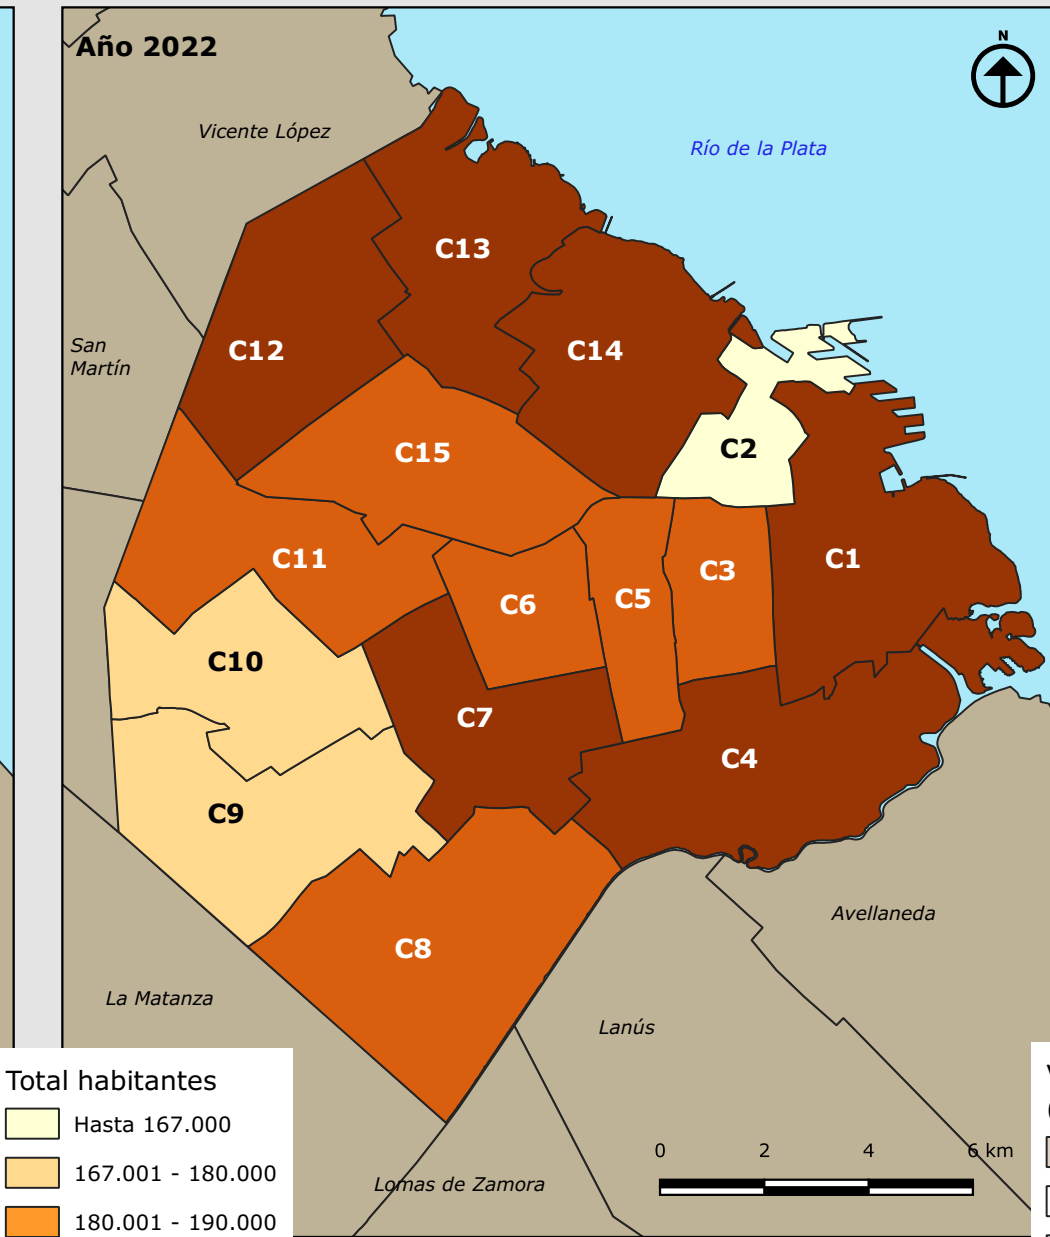 Año 2022
N
Vicente López
Río de la Plata
C13
San
Martín
C12
C14
C15
C2
C11
C3
C1
C6
C5
C10
C7
C4
C9
Avellaneda
C8
La Matanza
Lanús
Total habitantes
Hasta 167.000
167.001 - 180.000
180.001 - 190.000
0 2 4 6 km
Lomas de Zamora